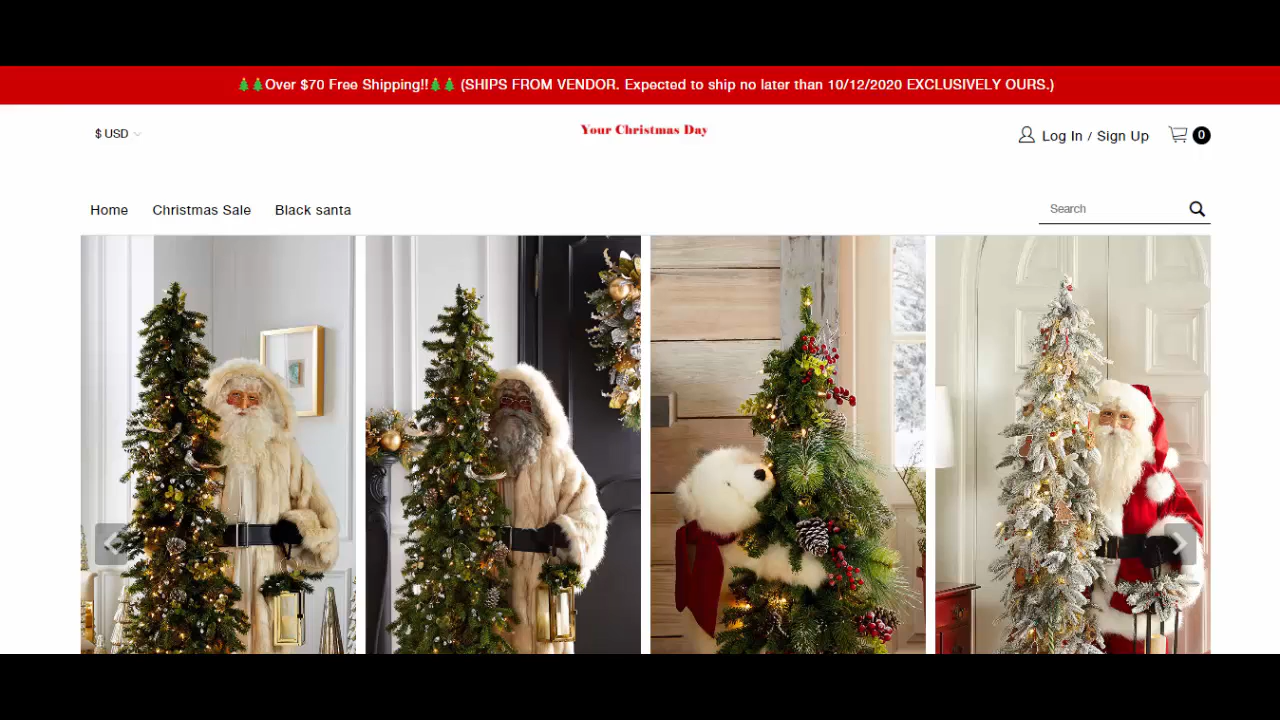 🎄🎄Over $70 Free Shipping!!🎄🎄 (SHIPS FROM VENDOR. Expected to ship no later than 10/12/2020 EXCLUSIVELY OURS.)
$ USD
Your Christmas Day
Log In / Sign Up
0
Home
Christmas Sale
Black santa
Search